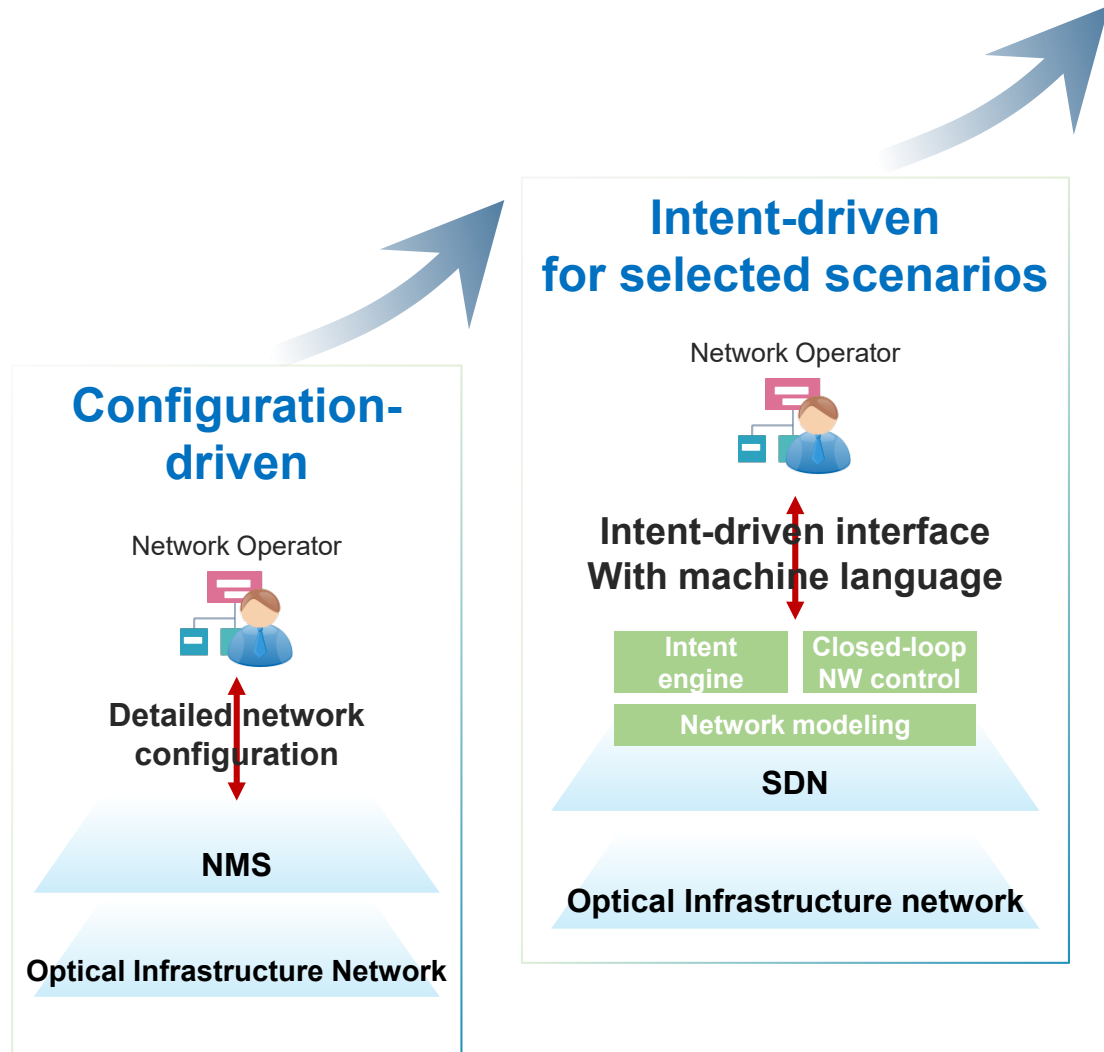 Configuration-
driven
Network Operator
Detailed network
configuration
NMS
Optical Infrastructure Network
Intent-driven
for selected scenarios
Network Operator
Intent-driven interface
With machine language
Intent
engine
Closed-loop
NW control
Network modeling
SDN
Optical Infrastructure network